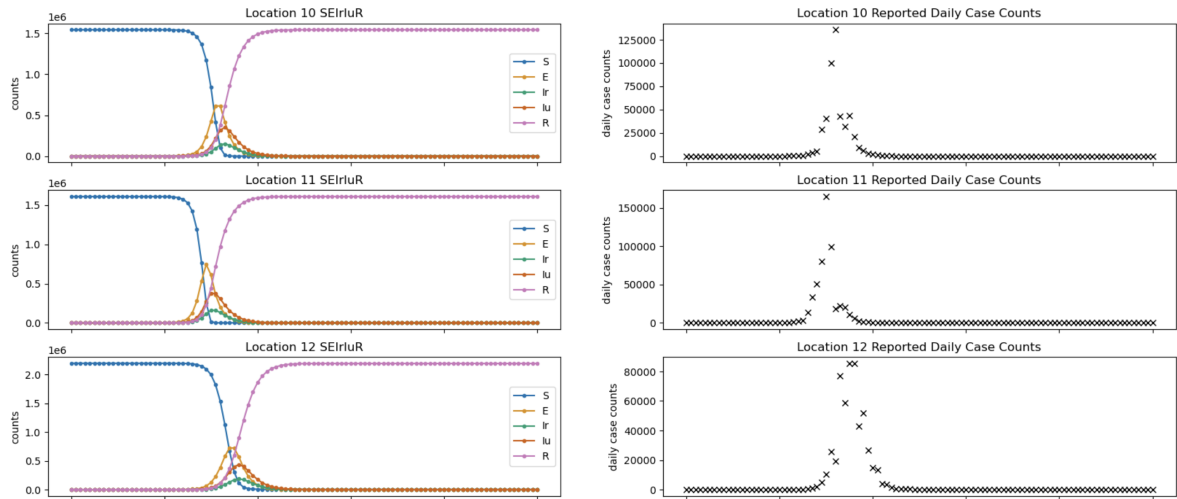 Location 10 SEIrIuR
1e6
1.5
1.0
0.5
0.0
counts
S
E
Ir
Iu
R
Location 10 Reported Daily Case Counts
125000
100000
75000
50000
25000
0
daily case counts
Location 11 SEIrIuR
1e6
1.5
1.0
0.5
0.0
counts
S
E
Ir
Iu
R
Location 11 Reported Daily Case Counts
150000
100000
50000
0
daily case counts
Location 12 SEIrIuR
1e6
2.0
1.5
1.0
0.5
0.0
counts
S
E
Ir
Iu
R
Location 12 Reported Daily Case Counts
80000
60000
40000
20000
0
daily case counts